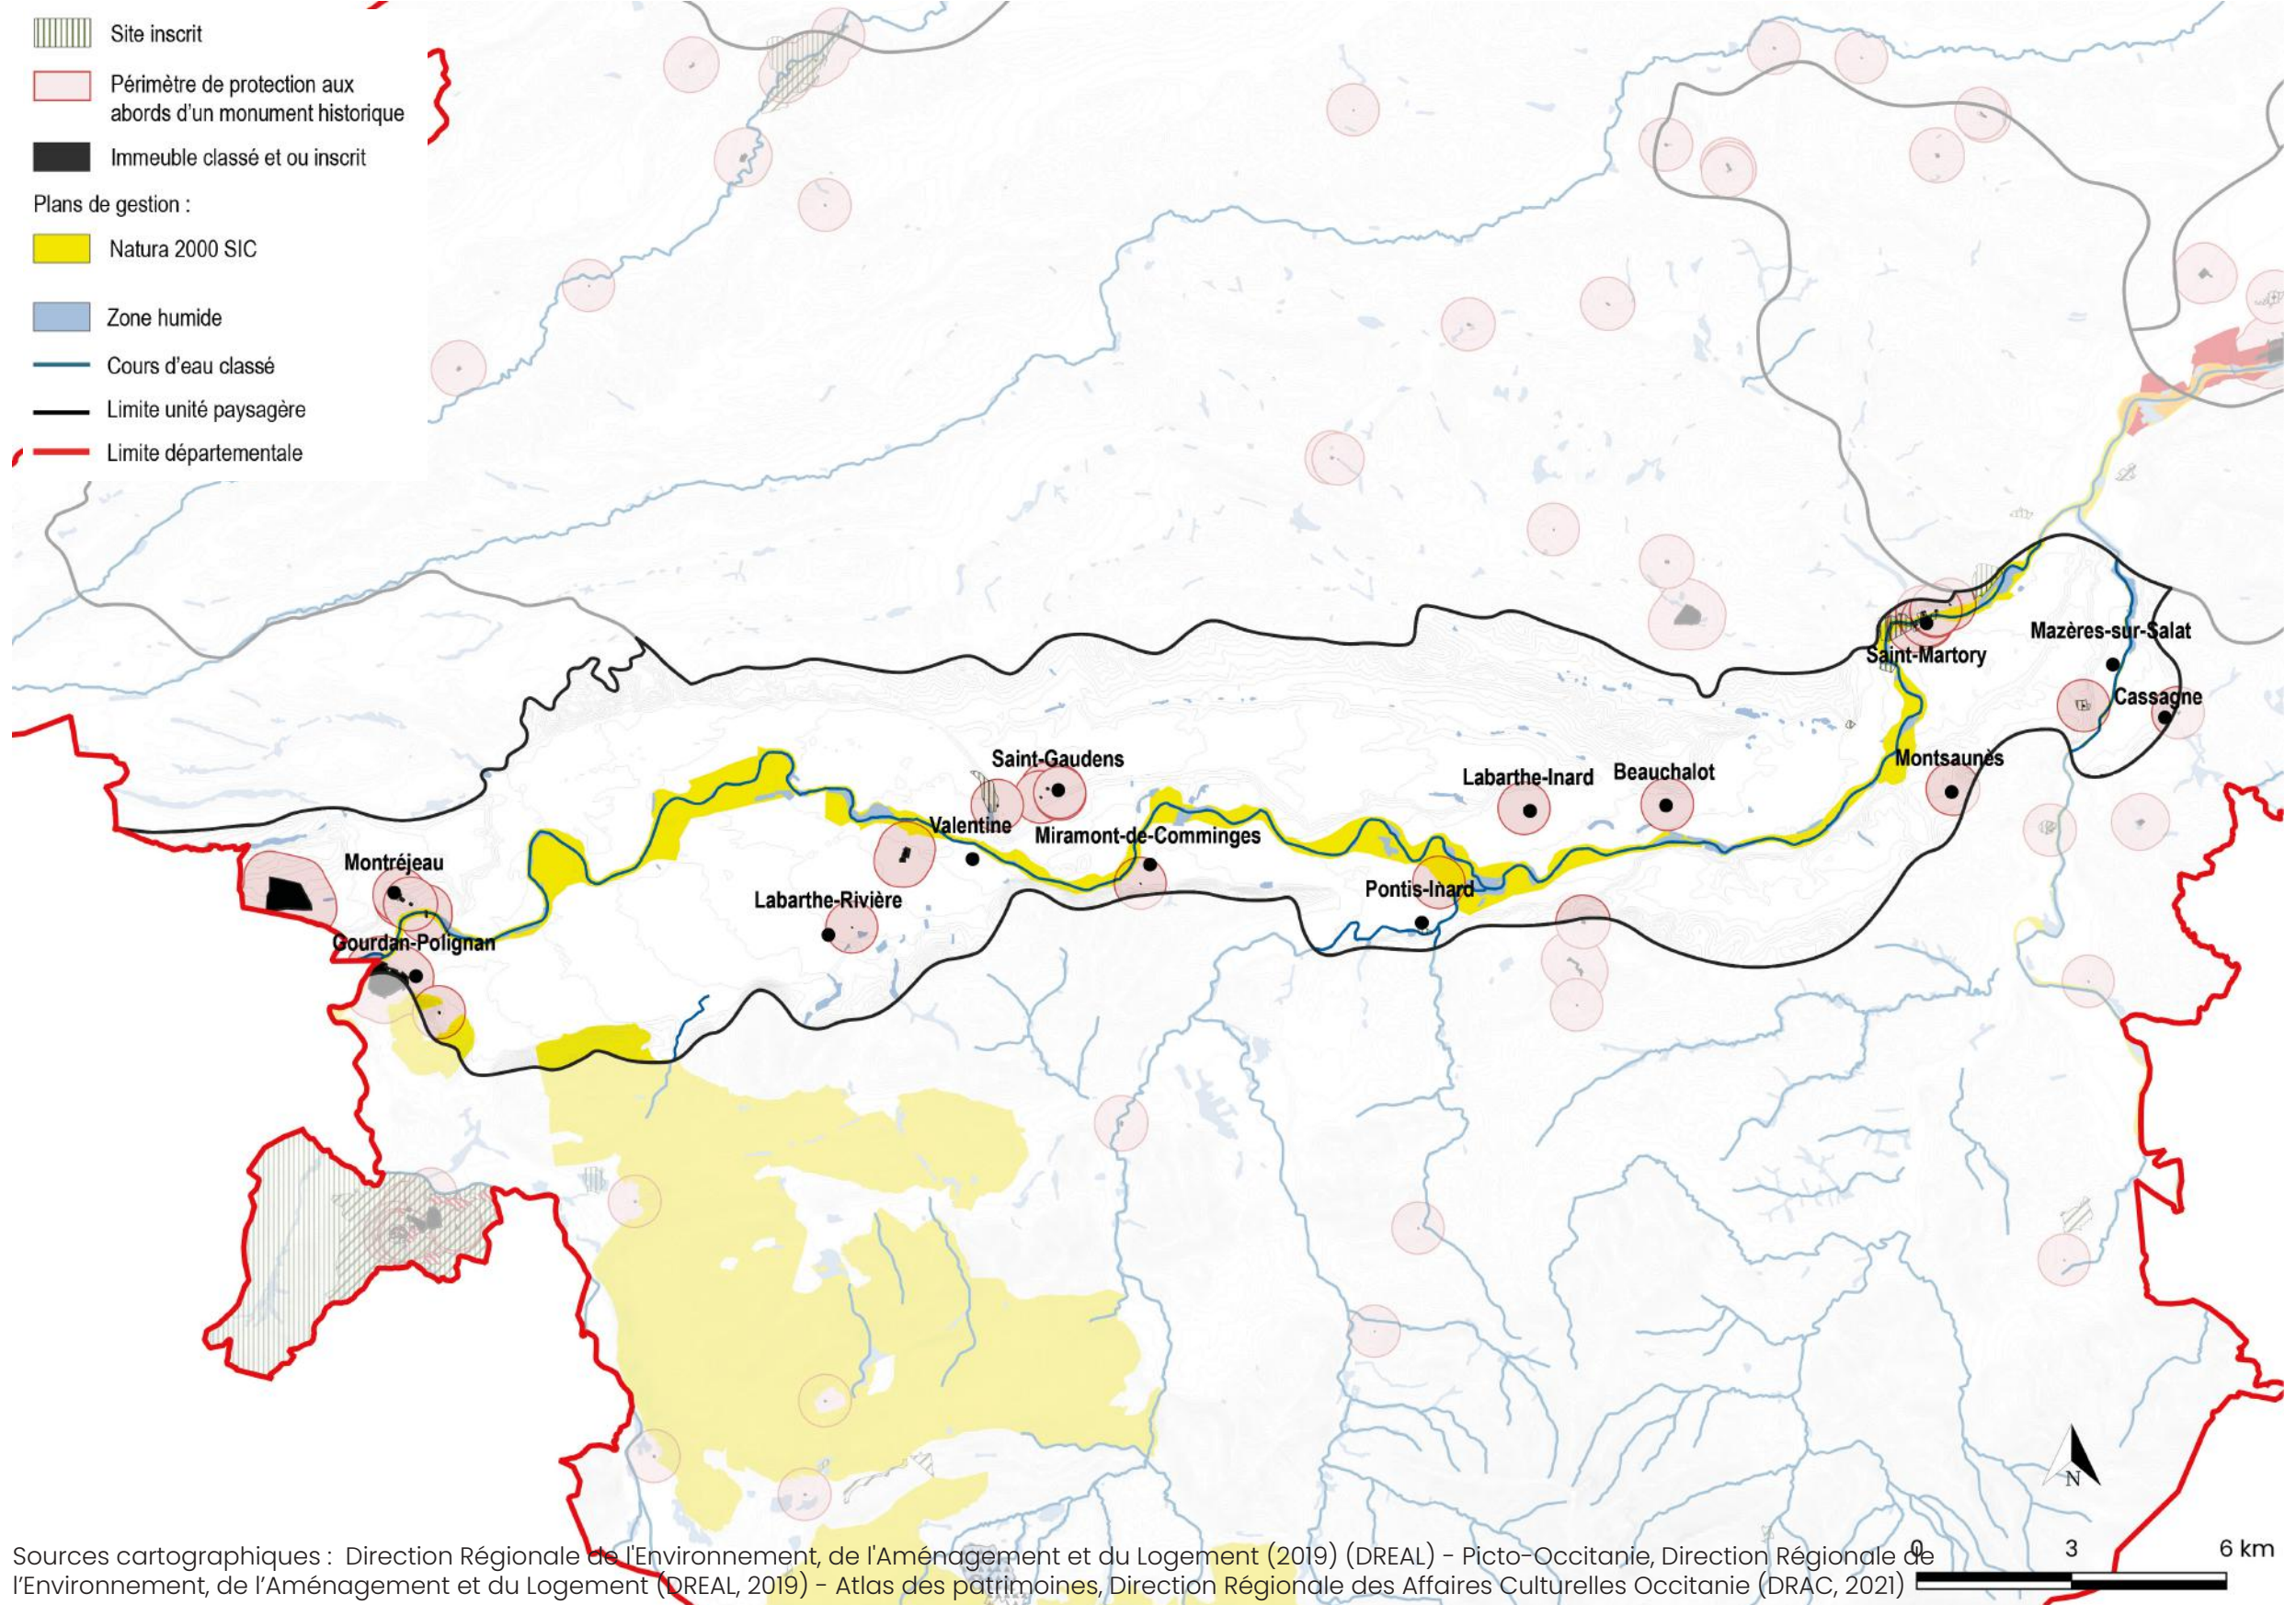 Site inscrit
Périmètre de protection aux
abords d'un monument historique
Immeuble classé et ou inscrit
Plans de gestion :
Natura 2000 SIC
Zone humide
Cours d'eau classé
Limite unité paysagère
Limite départementale
Saint-Martory
Mazères-sur-Salat
Cassagne
Montsaunès
Saint-Gaudens
Labarthe-Inard
Beauchalot
Valentine
Miramont-de-Comminges
Montréjeau
Labarthe-Rivière
Pontis-Inard
Gourdan-Polignan
N
0 3 6 km
Sources cartographiques : Direction Régionale de l'Environnement, de l'Aménagement et du Logement (2019) (DREAL) - Picto-Occitanie, Direction Régionale de
l'Environnement, de l'Aménagement et du Logement (DREAL, 2019) - Atlas des patrimoines, Direction Régionale des Affaires Culturelles Occitanie (DRAC, 2021)